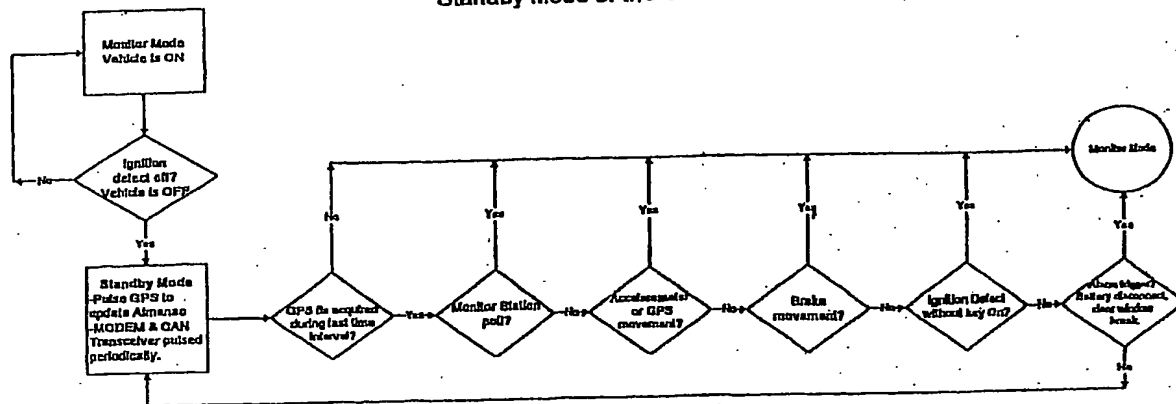 Standby mode of the
Monitor Mode
Vehicle is ON
Ignition
detect off?
Vehicle is OFF
No
Yes
Standby Mode
-Pulse GPS to
update Almanac
-MODEM & CAN
Transceiver pulsed
periodically.
GPS fix acquired
during last time
interval?
No
Yes
Monitor Station
poll?
Yes
No
Accelerometer
or GPS
movement?
Yes
No
Brake
movement?
Yes
No
Ignition Detect
without key On?
Yes
No
Alarm trigger?
Battery disconnect,
door window
break.
Yes
No
Monitor Mode